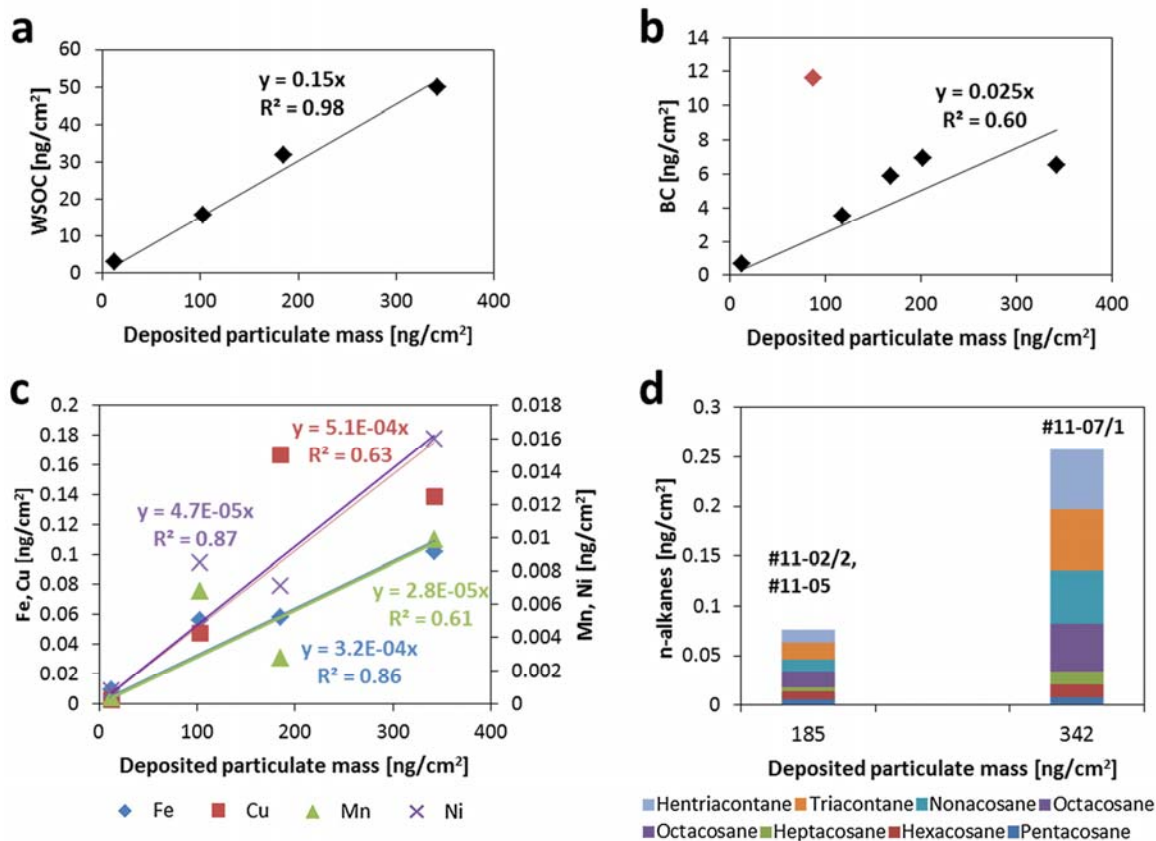 a
60
50
40
30
20
10
0
WSOC [ng/cm²]
y = 0.15x
R² = 0.98
0 100 200 300 400
Deposited particulate mass [ng/cm²]
b
14
12
10
8
6
4
2
0
BC [ng/cm²]
y = 0.025x
R² = 0.60
0 100 200 300 400
Deposited particulate mass [ng/cm²]
c
0.2
0.18
0.16
0.14
0.12
0.1
0.08
0.06
0.04
0.02
0
Fe, Cu [ng/cm²]
y = 5.1E-04x
R² = 0.63
y = 4.7E-05x
R² = 0.87
y = 2.8E-05x
R² = 0.61
y = 3.2E-04x
R² = 0.86
0.018
0.016
0.014
0.012
0.01
0.008
0.006
0.004
0.002
0
Mn, Ni [ng/cm²]
0 100 200 300 400
Deposited particulate mass [ng/cm²]
Fe Cu Mn Ni
d
0.3
0.25
0.2
0.15
0.1
0.05
0
n-alkanes [ng/cm²]
#11-07/1
#11-02/2,
#11-05
185 342
Deposited particulate mass [ng/cm²]
Hentriacontane Triacontane Nonacosane Octacosane
Octacosane Heptacosane Hexacosane Pentacosane